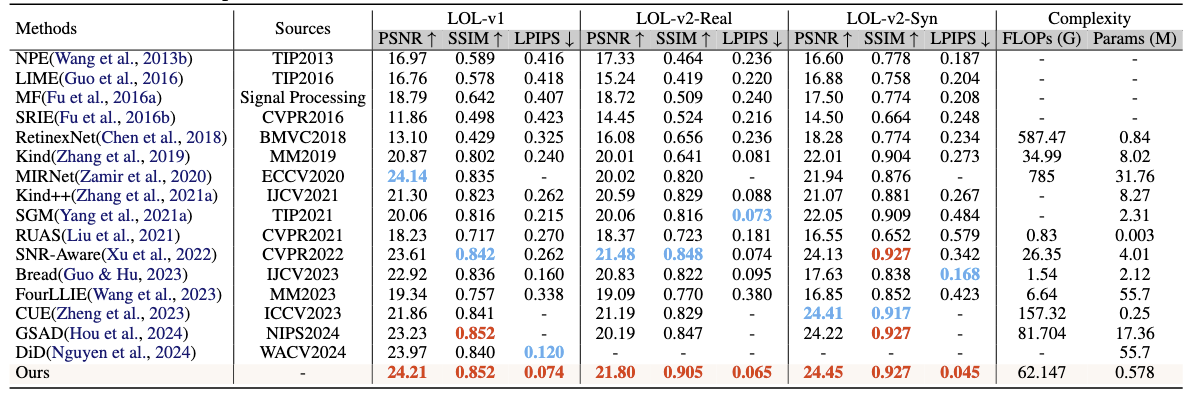 Methods Sources LOL-v1 LOL-v2-Real LOL-v2-Syn Complexity
PSNR ↑ SSIM ↑ LPIPS ↓ PSNR ↑ SSIM ↑ LPIPS ↓ PSNR ↑ SSIM ↑ LPIPS ↓ FLOPs (G) Params (M)
NPE(Wang et al., 2013b) TIP2013 16.97 0.589 0.416 17.33 0.464 0.236 16.60 0.778 0.187 - -
LIME(Guo et al., 2016) TIP2016 16.76 0.578 0.418 15.24 0.419 0.220 16.88 0.758 0.204 - -
MF(Fu et al., 2016a) Signal Processing 18.79 0.642 0.407 18.72 0.509 0.240 17.50 0.774 0.208 - -
SRIE(Fu et al., 2016b) CVPR2016 11.86 0.498 0.423 14.45 0.524 0.216 14.50 0.664 0.248 - -
RetinexNet(Chen et al., 2018) BMVC2018 13.10 0.429 0.325 16.08 0.656 0.236 18.28 0.774 0.234 587.47 0.84
Kind(Zhang et al., 2019) MM2019 20.87 0.802 0.240 20.01 0.641 0.081 22.01 0.904 0.273 34.99 8.02
MIRNet(Zamir et al., 2020) ECCV2020 24.14 0.835 - 20.02 0.820 - 21.94 0.876 - 785 31.76
Kind++(Zhang et al., 2021a) IJCV2021 21.30 0.823 0.262 20.59 0.829 0.088 21.07 0.881 0.267 - 8.27
SGM(Yang et al., 2021a) TIP2021 20.06 0.816 0.215 20.06 0.816 0.073 22.05 0.909 0.484 - 2.31
RUAS(Liu et al., 2021) CVPR2021 18.23 0.717 0.270 18.37 0.723 0.181 16.55 0.652 0.579 0.83 0.003
SNR-Aware(Xu et al., 2022) CVPR2022 23.61 0.842 0.262 21.48 0.848 0.074 24.13 0.927 0.342 26.35 4.01
Bread(Guo & Hu, 2023) IJCV2023 22.92 0.836 0.160 20.83 0.822 0.095 17.63 0.838 0.168 1.54 2.12
FourLLIE(Wang et al., 2023) MM2023 19.34 0.757 0.338 19.09 0.770 0.380 16.85 0.852 0.423 6.64 55.7
CUE(Zheng et al., 2023) ICCV2023 21.86 0.841 - 21.19 0.829 - 24.41 0.917 - 157.32 0.25
GSAD(Hou et al., 2024) NIPS2024 23.23 0.852 - 20.19 0.847 - 24.22 0.927 - 81.704 17.36
DiD(Nguyen et al., 2024) WACV2024 23.97 0.840 0.120 - - - - - - - 55.7
Ours - 24.21 0.852 0.074 21.80 0.905 0.065 24.45 0.927 0.045 62.147 0.578